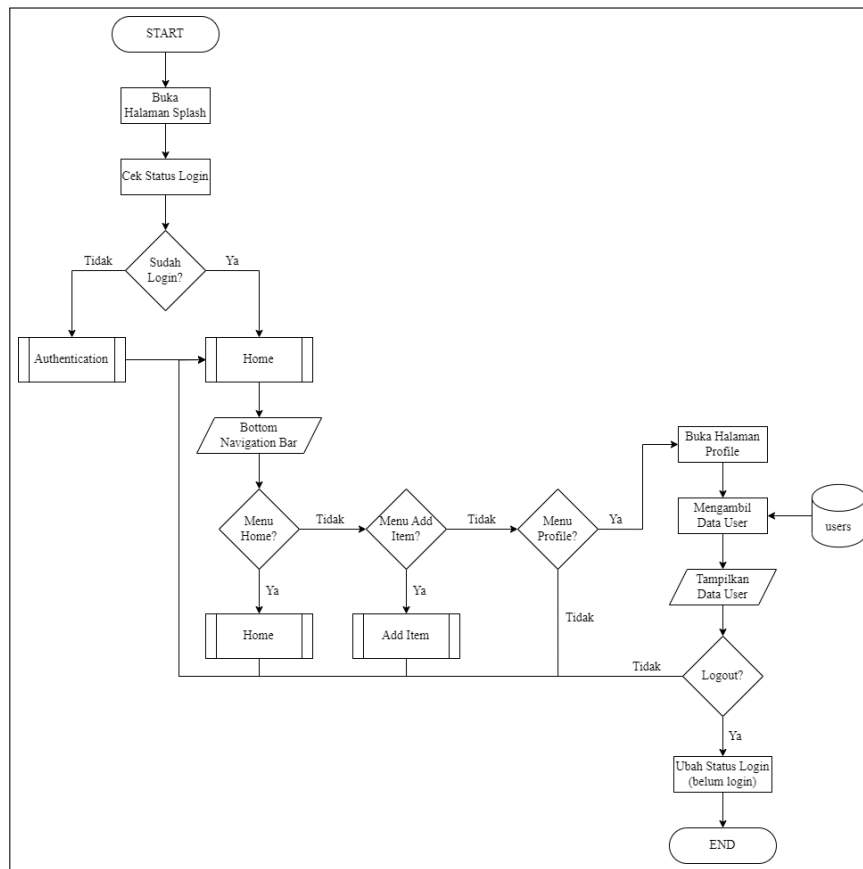 START
Buka
Halaman Splash
Cek Status Login
Sudah
Login?
Tidak
Ya
Authentication
Home
Bottom
Navigation Bar
Menu
Home?
Tidak
Menu Add
Item?
Tidak
Menu
Profile?
Ya
Buka Halaman
Profile
Mengambil
Data User
users
Tampilkan
Data User
Ya
Ya
Tidak
Home
Add Item
Tidak
Logout?
Ya
Ubah Status Login
(belum login)
END